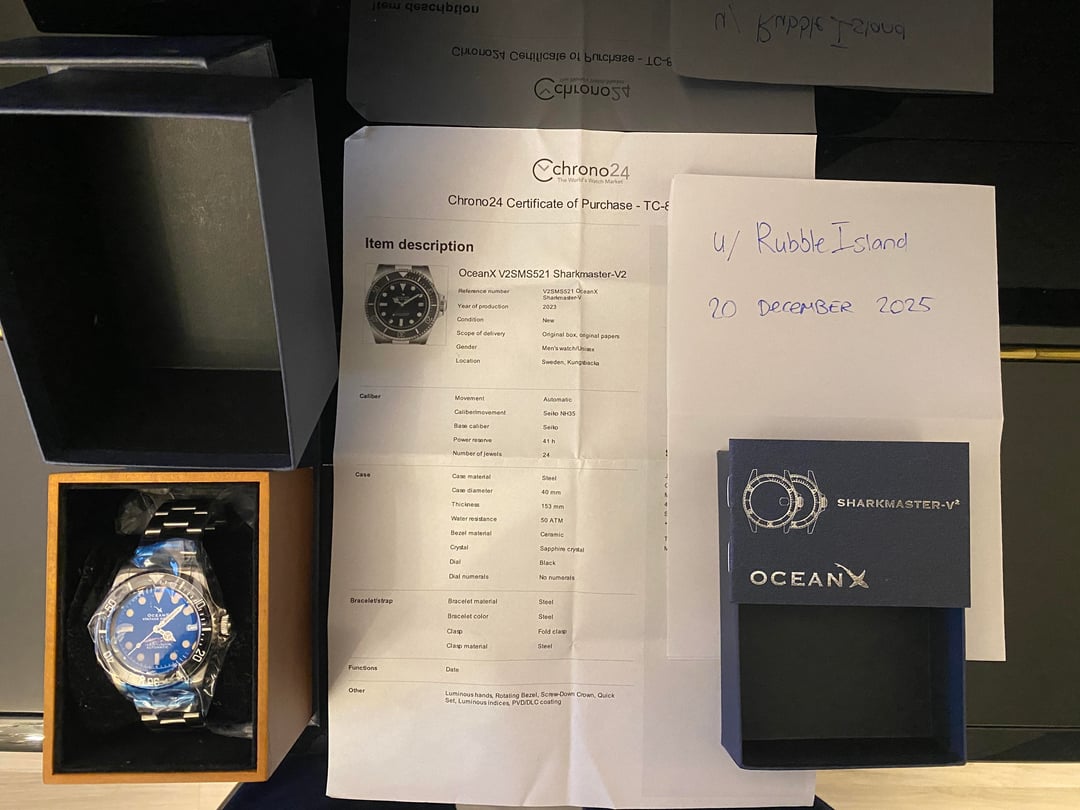 chrono24
The World's Watch Market
Chrono24 Certificate of Purchase - TC-8
Item description
OceanX V2SMS521 Sharkmaster-V2
Reference number V2SMS521 OceanX
Sharkmaster-V
Year of production 2023
Condition New
Scope of delivery Original box, original papers
Gender Men's watch/Unisex
Location Sweden, Kungsbacka
Caliber Movement Automatic
Caliber/movement Seiko NH35
Base caliber Seiko
Power reserve 41 h
Number of jewels 24
Case Case material Steel
Case diameter 40 mm
Thickness 153 mm
Water resistance 50 ATM
Bezel material Ceramic
Crystal Sapphire crystal
Dial Black
Dial numerals No numerals
Bracelet/strap Bracelet material Steel
Bracelet color Steel
Clasp Fold clasp
Clasp material Steel
Functions Date
Other Luminous hands, Rotating Bezel, Screw-Down Crown, Quick
Set, Luminous indices, PVD/DLC coating
u/ RubbleIsland
20 DECEMBER 2025
SHARKMASTER-V²
OCEANX
OCEANX
AUTOMATIC
20